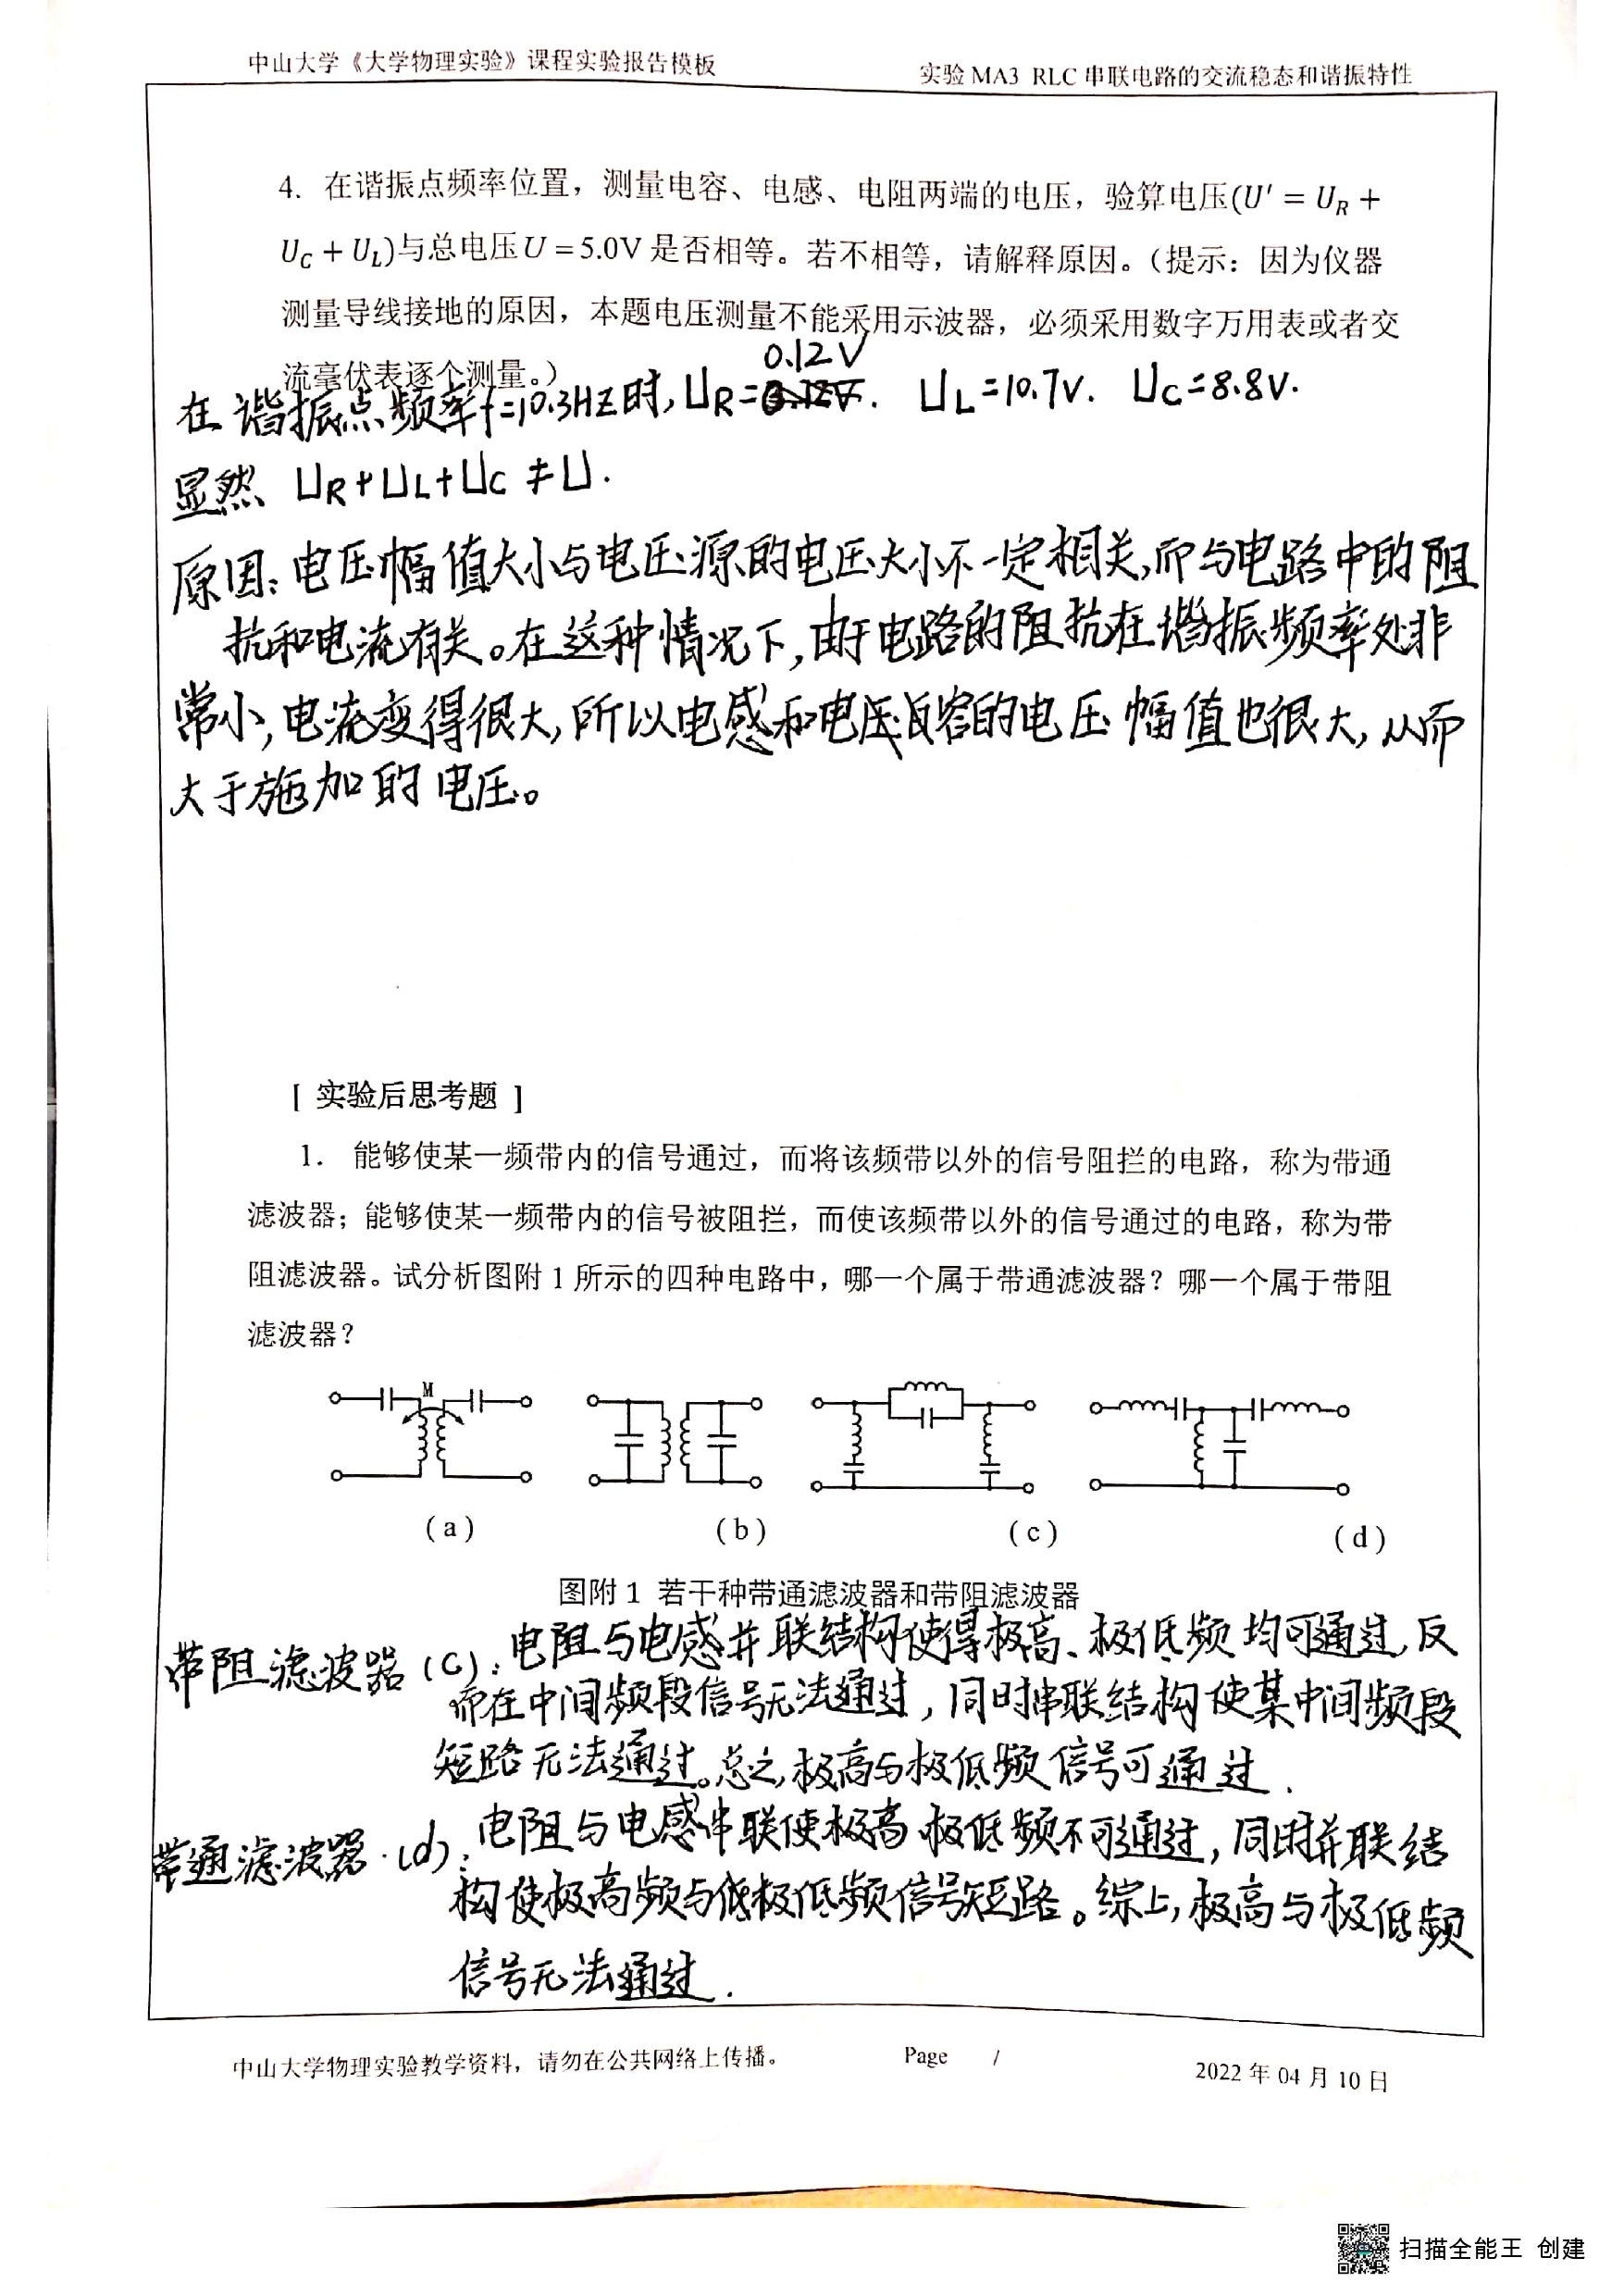 中山大学《大学物理实验》课程实验报告模板
实验 MA3 RLC 串联电路的交流稳态和谐振特性
4. 在谐振点频率位置，测量电容、电感、电阻两端的电压，验算电压(U′ = U_R +
U_C + U_L)与总电压U = 5.0V 是否相等。若不相等，请解释原因。（提示：因为仪器
测量导线接地的原因，本题电压测量不能采用示波器，必须采用数字万用表或者交
流毫伏表逐个测量。）
0.12V
在谐振点频率f=10.3HZ时, U_R= . U_L=10.7V. U_C=8.8V.
显然 U_R+U_L+U_C ≠U.
原因: 电压幅值大小与电压源的电压大小不一定相关,而与电路中的阻
抗和电流有关。在这种情况下,由于电路的阻抗在谐振频率处非
常小,电流变得很大,所以电感和电容的电压幅值也很大,从而
大于施加的电压。
[ 实验后思考题 ]
1. 能够使某一频带内的信号通过，而将该频带以外的信号阻拦的电路，称为带通
滤波器；能够使某一频带内的信号被阻拦，而使该频带以外的信号通过的电路，称为带
阻滤波器。试分析图附 1 所示的四种电路中，哪一个属于带通滤波器？哪一个属于带阻
滤波器？
M
(a) (b) (c) (d)
图附 1 若干种带通滤波器和带阻滤波器
带阻滤波器(c): 电阻与电感并联结构使得极高、极低频均可通过,反
而在中间频段信号无法通过, 同时串联结构使某中间频段
短路无法通过。总之,极高与极低频信号可通过.
带通滤波器.(d): 电阻与电感串联使极高、极低频不可通过, 同时并联结
构使极高频与极低频信号短路。综上,极高与极低频
信号无法通过.
中山大学物理实验教学资料，请勿在公共网络上传播。
Page /
2022 年 04 月 10 日
扫描全能王 创建